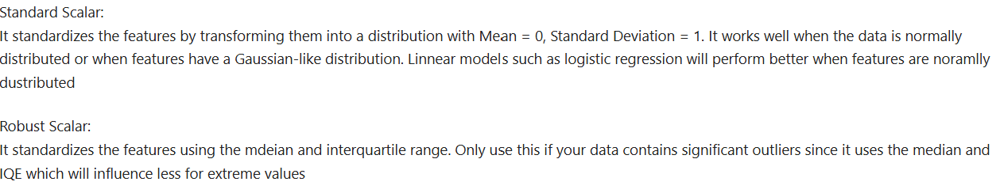 Standard Scalar:
It standardizes the features by transforming them into a distribution with Mean = 0, Standard Deviation = 1. It works well when the data is normally
distributed or when features have a Gaussian-like distribution. Linnear models such as logistic regression will perform better when features are noramlly
dustributed
Robust Scalar:
It standardizes the features using the mdeian and interquartile range. Only use this if your data contains significant outliers since it uses the median and
IQE which will influence less for extreme values